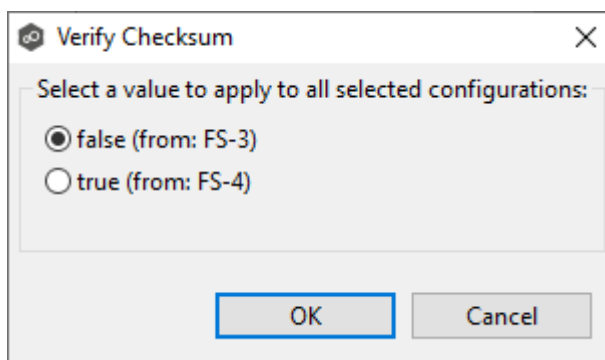 Verify Checksum
Select a value to apply to all selected configurations:
false (from: FS-3)
true (from: FS-4)
OK
Cancel